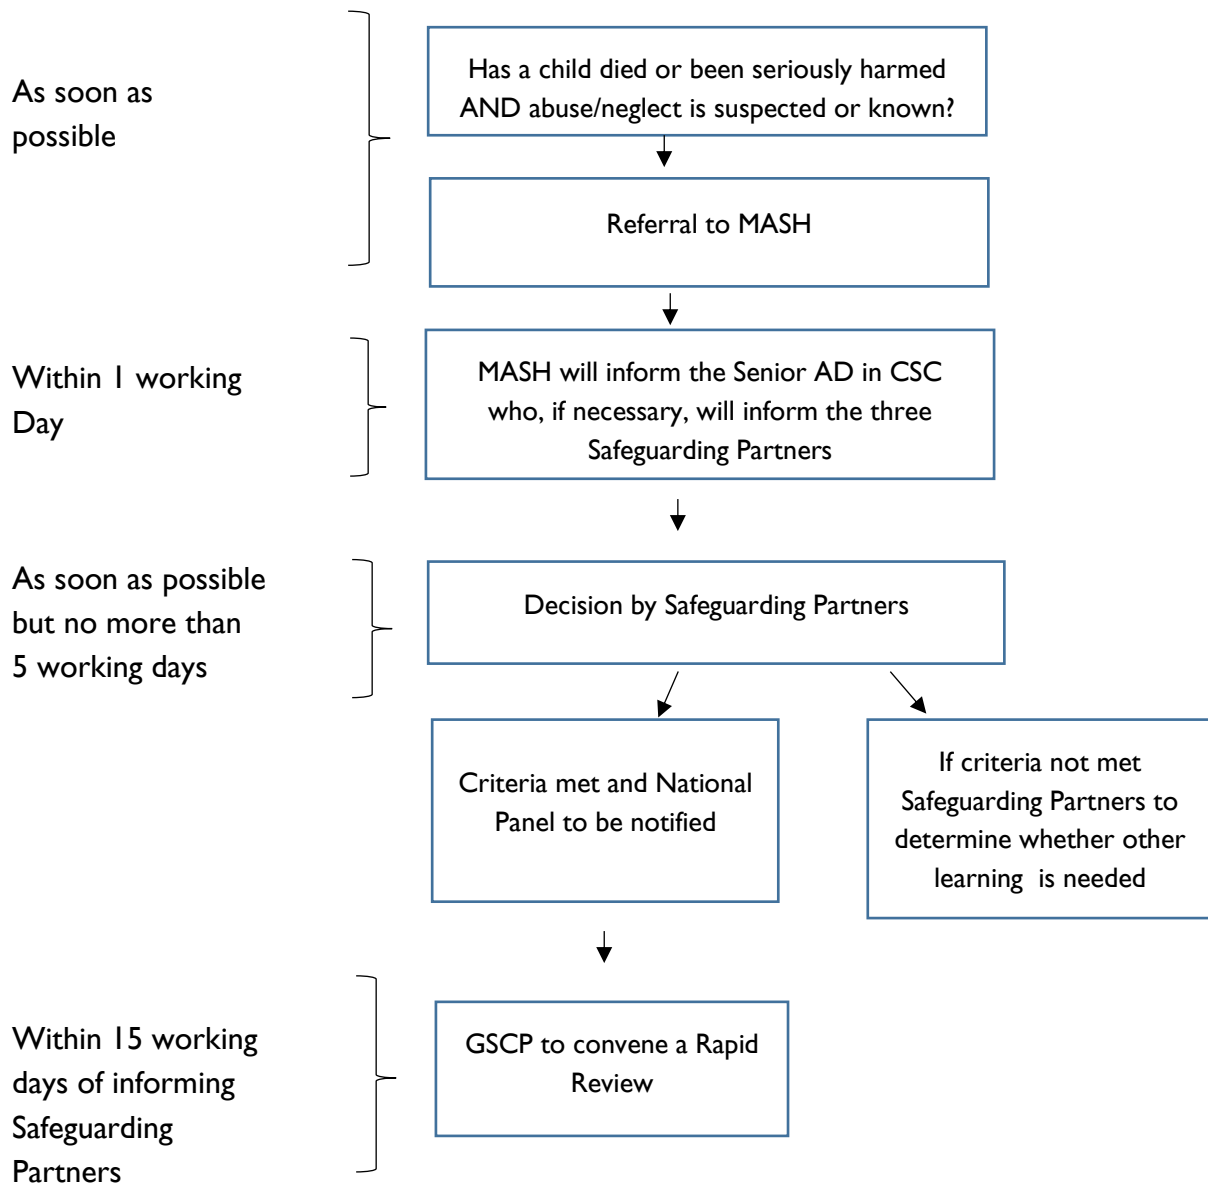 As soon as
possible
Has a child died or been seriously harmed
AND abuse/neglect is suspected or known?
Referral to MASH
Within 1 working
Day
MASH will inform the Senior AD in CSC
who, if necessary, will inform the three
Safeguarding Partners
As soon as possible
but no more than
5 working days
Decision by Safeguarding Partners
Criteria met and National
Panel to be notified
If criteria not met
Safeguarding Partners to
determine whether other
learning is needed
Within 15 working
days of informing
Safeguarding
Partners
GSCP to convene a Rapid
Review